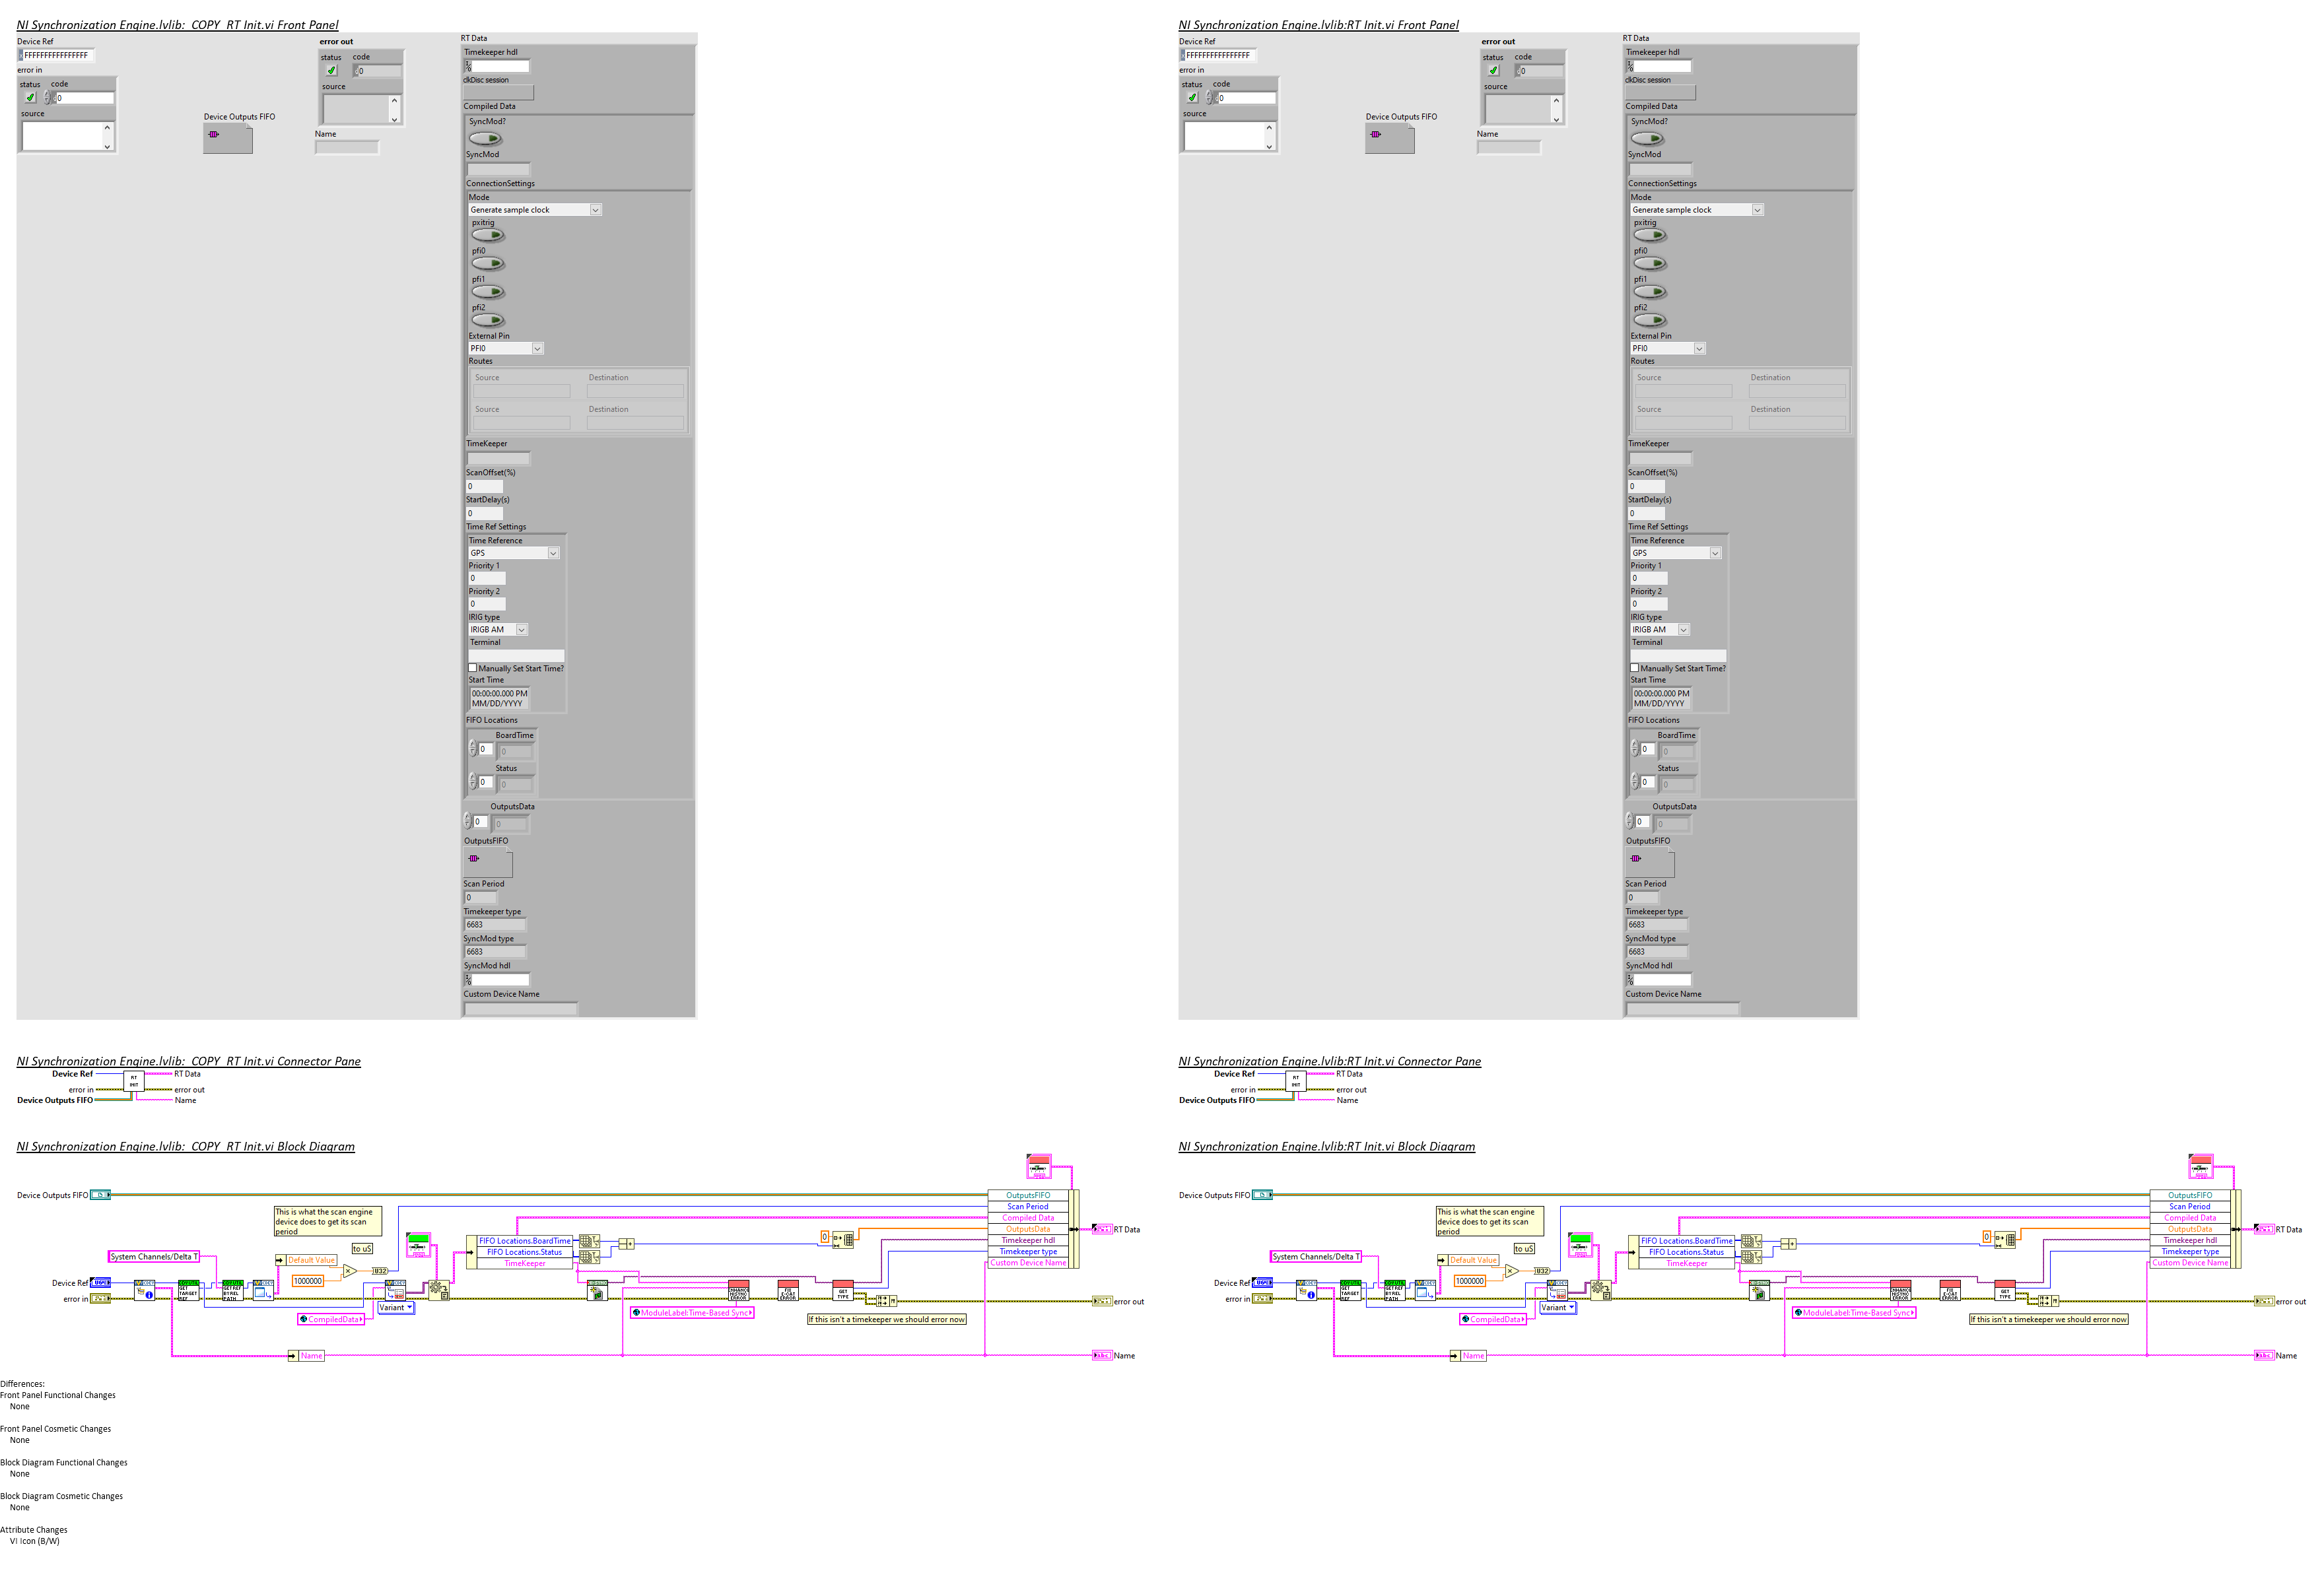 NI Synchronization Engine.lvlib:_COPY_RT Init.vi Front Panel
Device Ref
FFFFFFFFFFFFFFFF
error in
status code
0
source
Device Outputs FIFO
error out
status code
0
source
Name
RT Data
Timekeeper hdl
clkDisc session
Compiled Data
SyncMod?
SyncMod
ConnectionSettings
Mode
Generate sample clock
pxitrig
pfi0
pfi1
pfi2
External Pin
PFI0
Routes
Source Destination
Source Destination
TimeKeeper
ScanOffset(%)
0
StartDelay(s)
0
Time Ref Settings
Time Reference
GPS
Priority 1
0
Priority 2
0
IRIG type
IRIGB AM
Terminal
Manually Set Start Time?
Start Time
00:00:00.000 PM
MM/DD/YYYY
FIFO Locations
BoardTime
0 0
Status
0 0
OutputsData
0 0
OutputsFIFO
Scan Period
0
Timekeeper type
6683
SyncMod type
6683
SyncMod hdl
Custom Device Name
NI Synchronization Engine.lvlib:RT Init.vi Front Panel
Device Ref
FFFFFFFFFFFFFFFF
error in
status code
0
source
Device Outputs FIFO
error out
status code
0
source
Name
RT Data
Timekeeper hdl
clkDisc session
Compiled Data
SyncMod?
SyncMod
ConnectionSettings
Mode
Generate sample clock
pxitrig
pfi0
pfi1
pfi2
External Pin
PFI0
Routes
Source Destination
Source Destination
TimeKeeper
ScanOffset(%)
0
StartDelay(s)
0
Time Ref Settings
Time Reference
GPS
Priority 1
0
Priority 2
0
IRIG type
IRIGB AM
Terminal
Manually Set Start Time?
Start Time
00:00:00.000 PM
MM/DD/YYYY
FIFO Locations
BoardTime
0 0
Status
0 0
OutputsData
0 0
OutputsFIFO
Scan Period
0
Timekeeper type
6683
SyncMod type
6683
SyncMod hdl
Custom Device Name
NI Synchronization Engine.lvlib:_COPY_RT Init.vi Connector Pane
Device Ref RT INIT RT Data
error in error out
Device Outputs FIFO Name
NI Synchronization Engine.lvlib:RT Init.vi Connector Pane
Device Ref RT INIT RT Data
error in error out
Device Outputs FIFO Name
NI Synchronization Engine.lvlib:_COPY_RT Init.vi Block Diagram
Device Outputs FIFO
This is what the scan engine
device does to get its scan
period
to uS
System Channels/Delta T
Default Value
1000000
U32
Device Ref
error in
GET TARGET REF
GET REF BY REL PATH
CompiledData
Variant
FIFO Locations.BoardTime
FIFO Locations.Status
TimeKeeper
0
ModuleLabel:Time-Based Sync
GET TYPE
If this isn't a timekeeper we should error now
OutputsFIFO
Scan Period
Compiled Data
OutputsData
Timekeeper hdl
Timekeeper type
Custom Device Name
RT Data
error out
Name
Name
NI Synchronization Engine.lvlib:RT Init.vi Block Diagram
Device Outputs FIFO
This is what the scan engine
device does to get its scan
period
to uS
System Channels/Delta T
Default Value
1000000
U32
Device Ref
error in
GET TARGET REF
GET REF BY REL PATH
CompiledData
Variant
FIFO Locations.BoardTime
FIFO Locations.Status
TimeKeeper
0
ModuleLabel:Time-Based Sync
GET TYPE
If this isn't a timekeeper we should error now
OutputsFIFO
Scan Period
Compiled Data
OutputsData
Timekeeper hdl
Timekeeper type
Custom Device Name
RT Data
error out
Name
Name
Differences:
Front Panel Functional Changes
None
Front Panel Cosmetic Changes
None
Block Diagram Functional Changes
None
Block Diagram Cosmetic Changes
None
Attribute Changes
VI Icon (B/W)